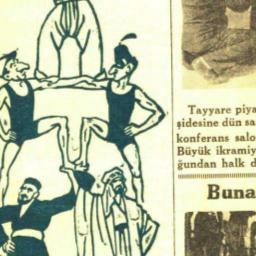 Tayyare piya
şidesine dün sa
konferans salo
Büyük ikramiy
ğundan halk d
Buna